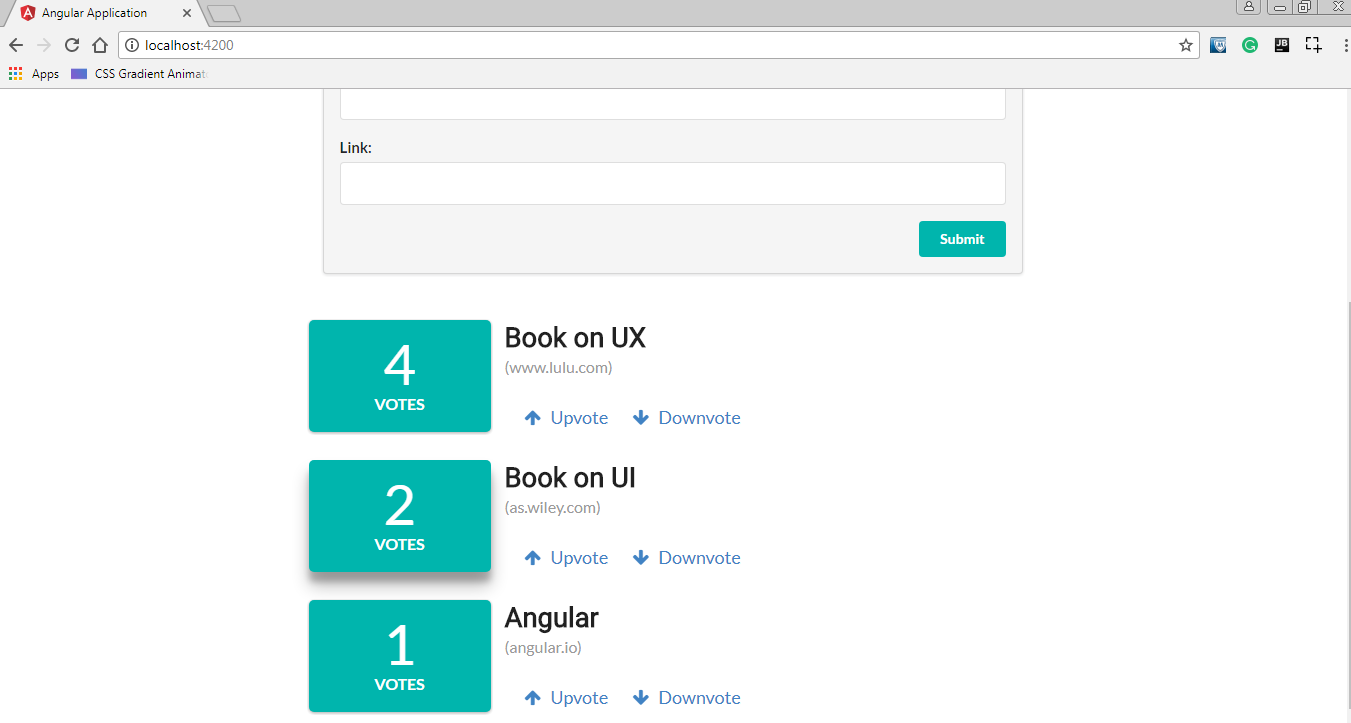 Angular Application
localhost:4200
Apps CSS Gradient Animat
Link:
Submit
4
VOTES
Book on UX
(www.lulu.com)
Upvote Downvote
2
VOTES
Book on UI
(as.wiley.com)
Upvote Downvote
1
VOTES
Angular
(angular.io)
Upvote Downvote